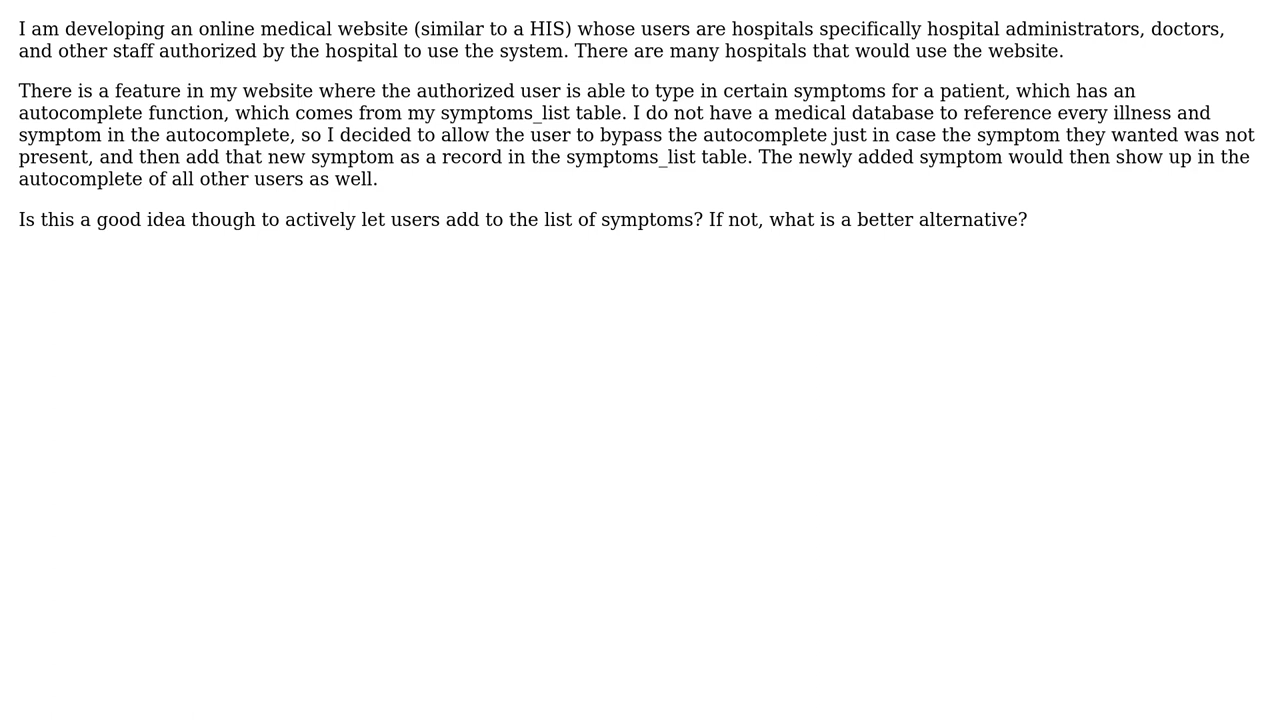 I am developing an online medical website (similar to a HIS) whose users are hospitals specifically hospital administrators, doctors,
and other staff authorized by the hospital to use the system. There are many hospitals that would use the website.
There is a feature in my website where the authorized user is able to type in certain symptoms for a patient, which has an
autocomplete function, which comes from my symptoms_list table. I do not have a medical database to reference every illness and
symptom in the autocomplete, so I decided to allow the user to bypass the autocomplete just in case the symptom they wanted was not
present, and then add that new symptom as a record in the symptoms_list table. The newly added symptom would then show up in the
autocomplete of all other users as well.
Is this a good idea though to actively let users add to the list of symptoms? If not, what is a better alternative?